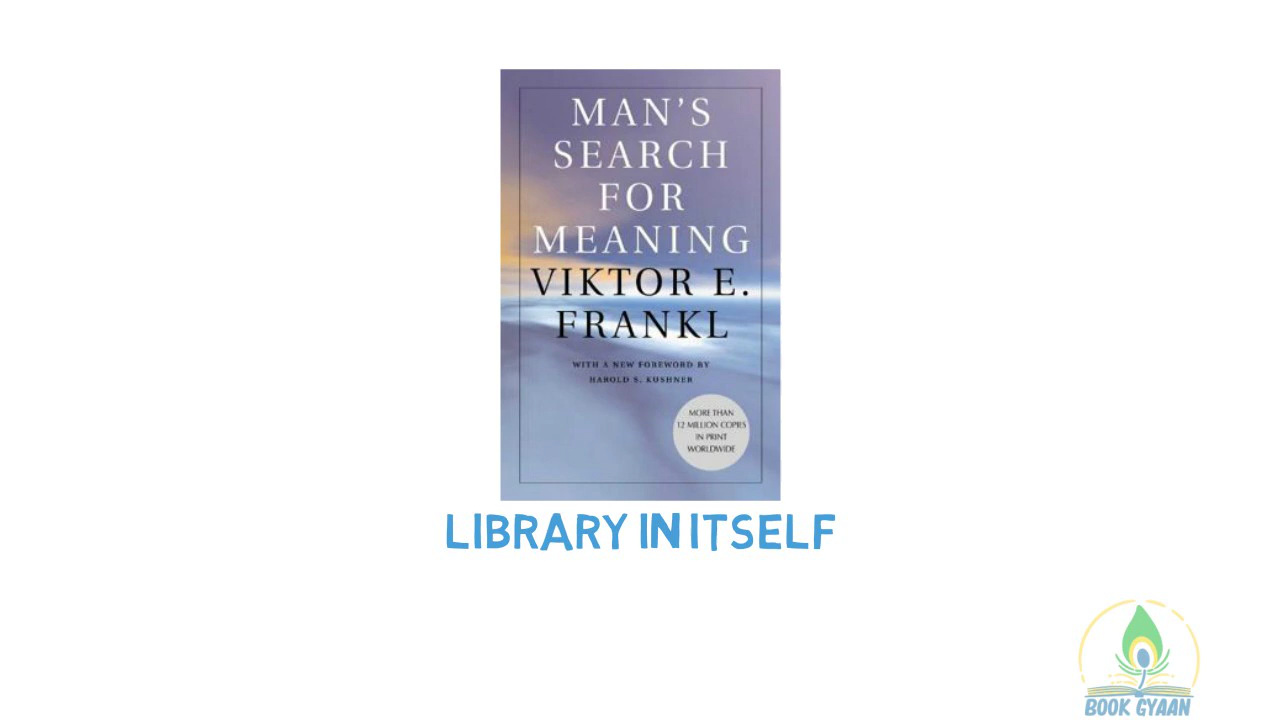 MAN'S
SEARCH
FOR
MEANING
VIKTOR E.
FRANKL
WITH A NEW FOREWORD BY
HAROLD S. KUSHNER
MORE THAN
12 MILLION COPIES
IN PRINT
WORLDWIDE
LIBRARY IN ITSELF
BOOK GYAAN